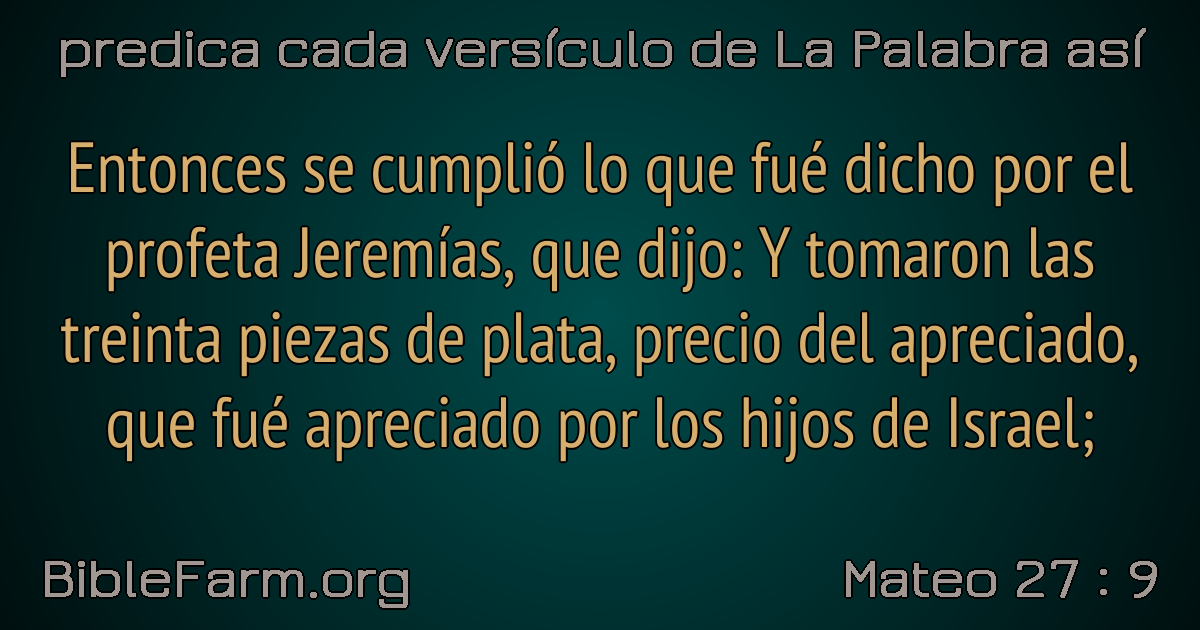 predica cada versículo de La Palabra así
Entonces se cumplió lo que fué dicho por el
profeta Jeremías, que dijo: Y tomaron las
treinta piezas de plata, precio del apreciado,
que fué apreciado por los hijos de Israel;
BibleFarm.org
Mateo 27 : 9